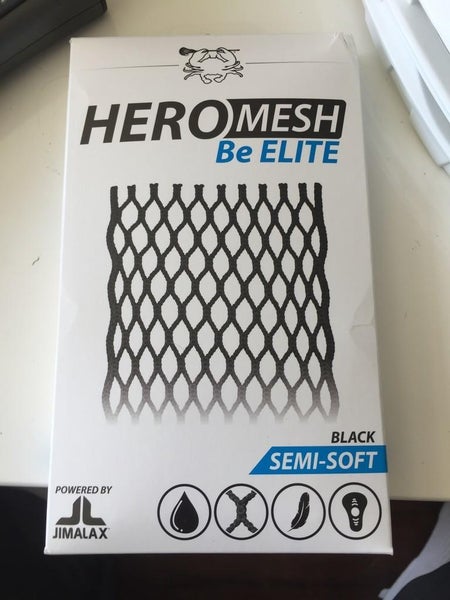 HEROMESH
Be ELITE
BLACK
SEMI-SOFT
POWERED BY
JIMALAX